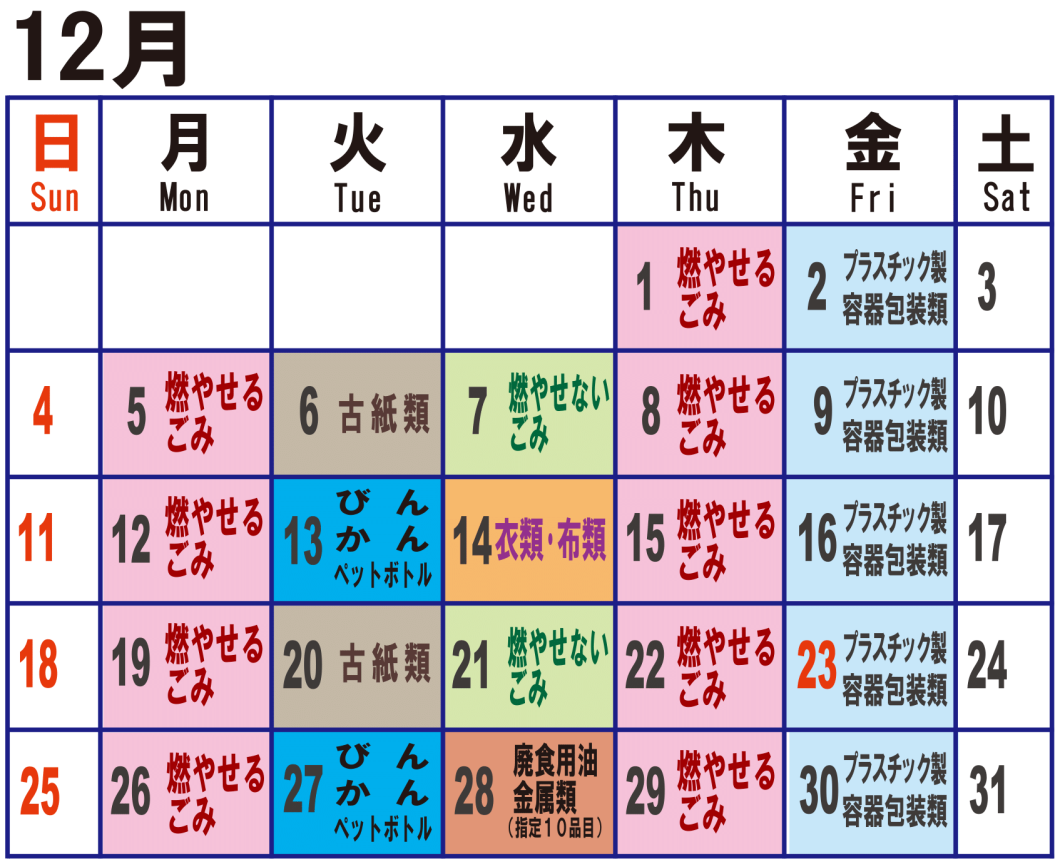 12月
日 月 火 水 木 金 土
Sun Mon Tue Wed Thu Fri Sat
1 燃やせる
ごみ
2 プラスチック製
容器包装類
3
4
5 燃やせる
ごみ
6 古紙類
7 燃やせない
ごみ
8 燃やせる
ごみ
9 プラスチック製
容器包装類
10
11
12 燃やせる
ごみ
13 びん
かん
ペットボトル
14 衣類・布類
15 燃やせる
ごみ
16 プラスチック製
容器包装類
17
18
19 燃やせる
ごみ
20 古紙類
21 燃やせない
ごみ
22 燃やせる
ごみ
23 プラスチック製
容器包装類
24
25
26 燃やせる
ごみ
27 びん
かん
ペットボトル
28 廃食用油
金属類
(指定10品目)
29 燃やせる
ごみ
30 プラスチック製
容器包装類
31